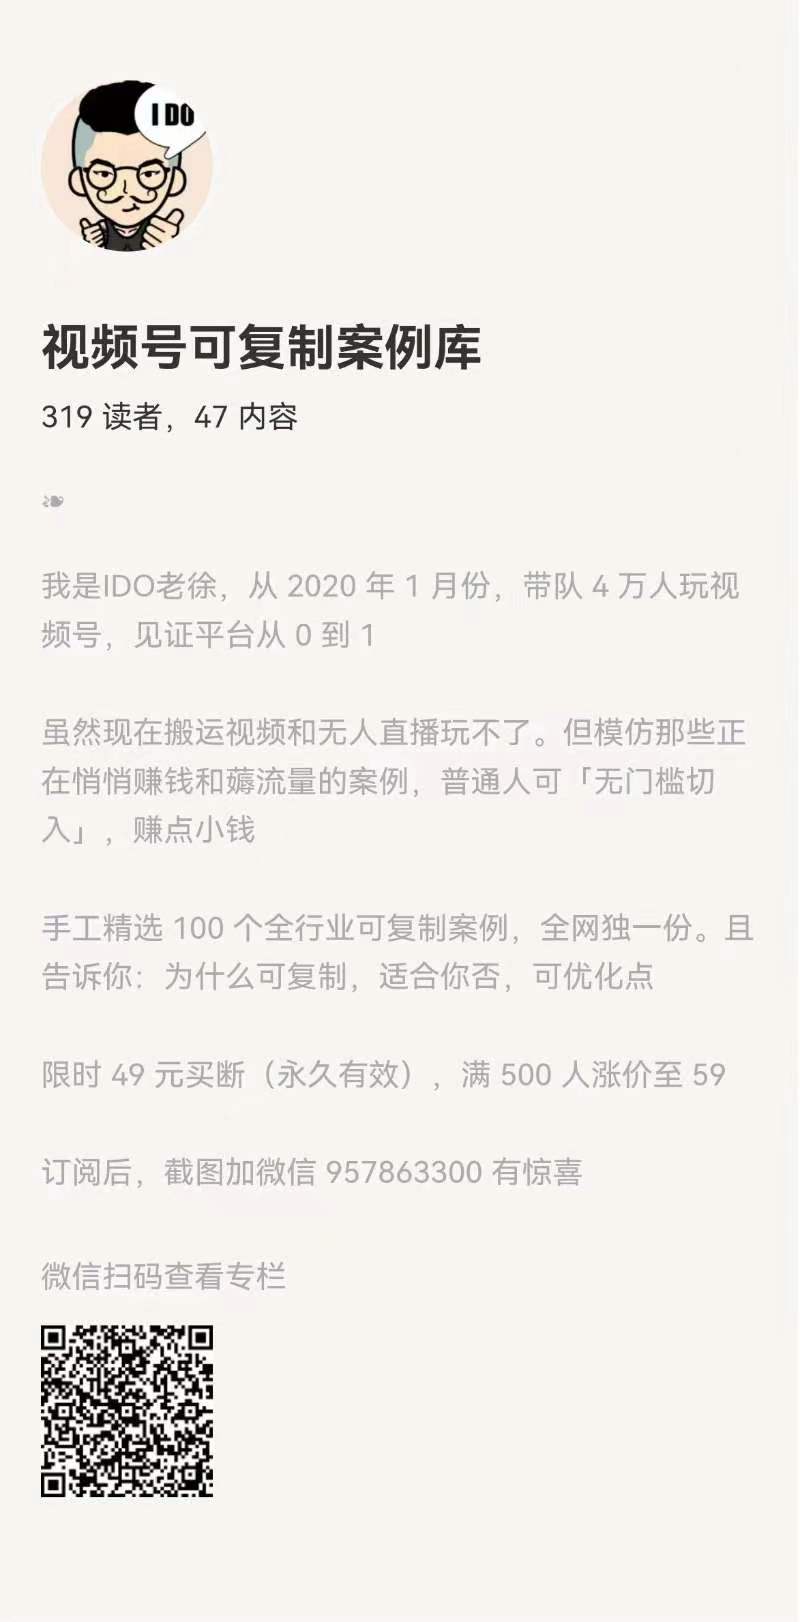 I DO
视频号可复制案例库
319 读者，47 内容
我是IDO老徐，从 2020 年 1 月份，带队 4 万人玩视
频号，见证平台从 0 到 1
虽然现在搬运视频和无人直播玩不了。但模仿那些正
在悄悄赚钱和薅流量的案例，普通人可「无门槛切
入」，赚点小钱
手工精选 100 个全行业可复制案例，全网独一份。且
告诉你：为什么可复制，适合你否，可优化点
限时 49 元买断（永久有效），满 500 人涨价至 59
订阅后，截图加微信 957863300 有惊喜
微信扫码查看专栏